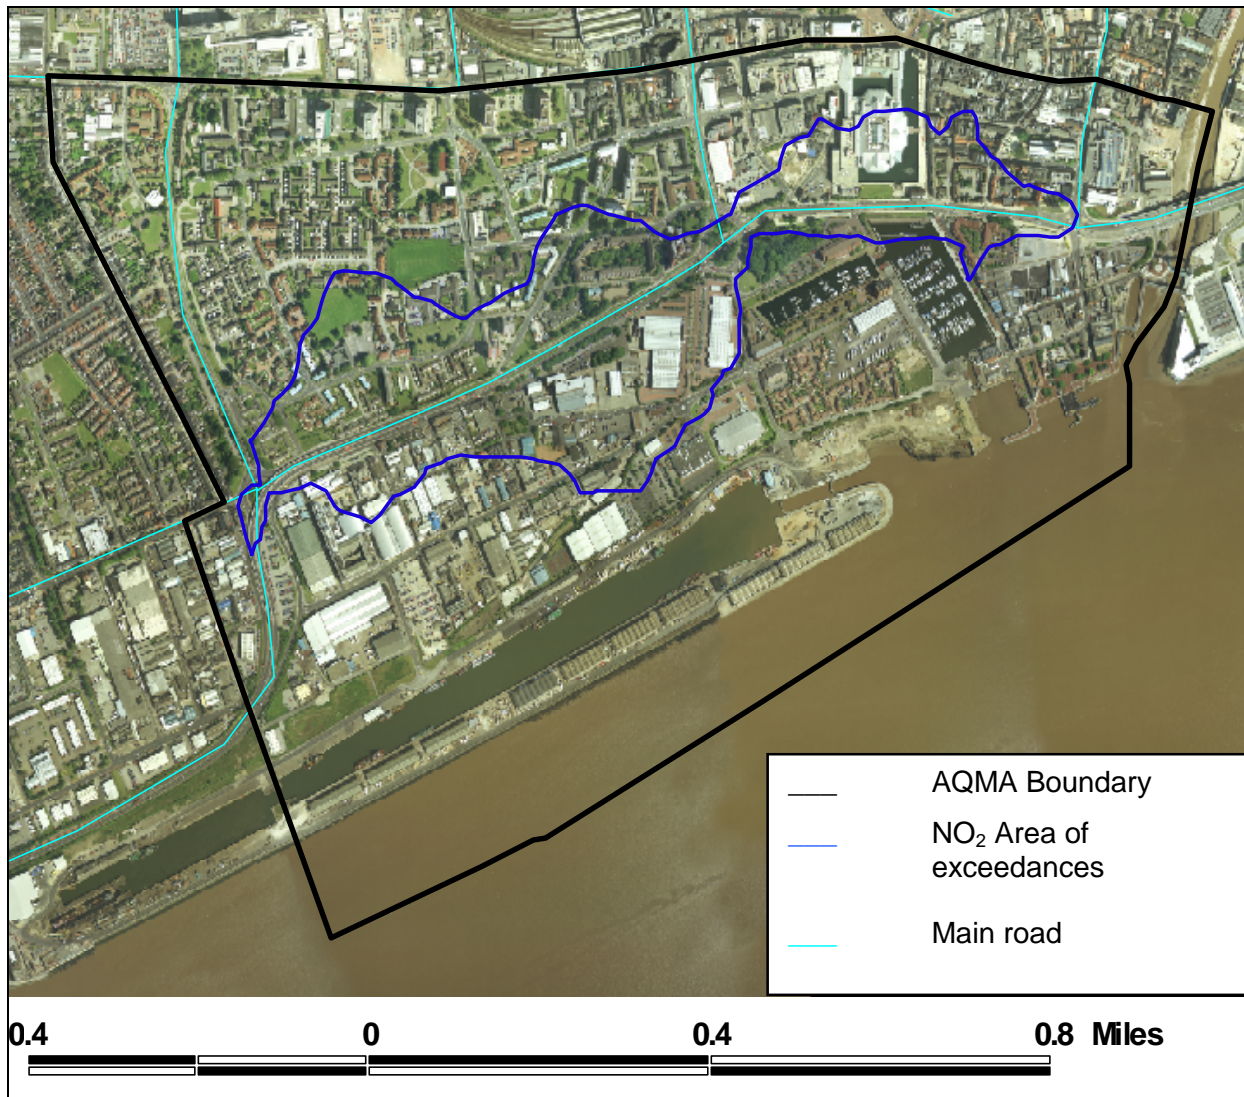 AQMA Boundary
NO₂ Area of
exceedances
Main road
0.4 0 0.4 0.8 Miles